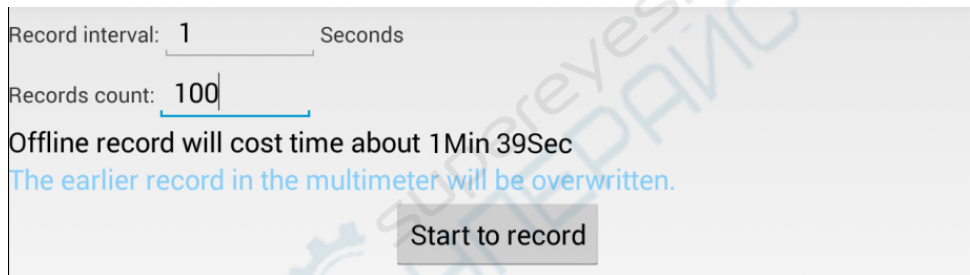 Record interval: 1 Seconds
Records count: 100
Offline record will cost time about 1Min 39Sec
The earlier record in the multimeter will be overwritten.
Start to record